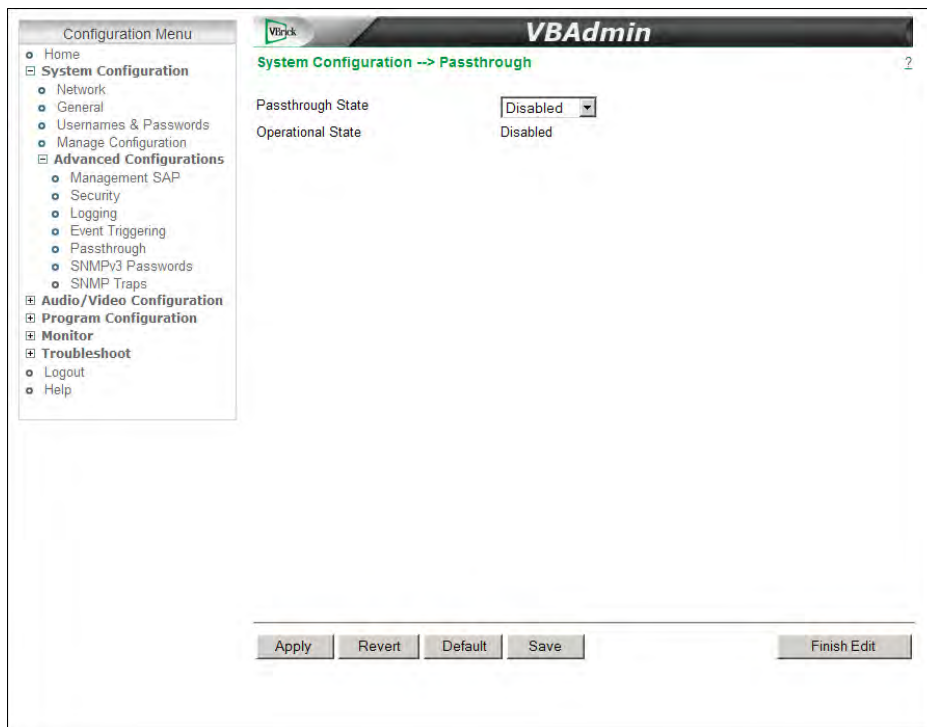 Configuration Menu
Home
System Configuration
Network
General
Usernames & Passwords
Manage Configuration
Advanced Configurations
Management SAP
Security
Logging
Event Triggering
Passthrough
SNMPv3 Passwords
SNMP Traps
Audio/Video Configuration
Program Configuration
Monitor
Troubleshoot
Logout
Help
VBrick
VBAdmin
System Configuration --> Passthrough ?
Passthrough State Disabled
Operational State Disabled
Apply Revert Default Save Finish Edit